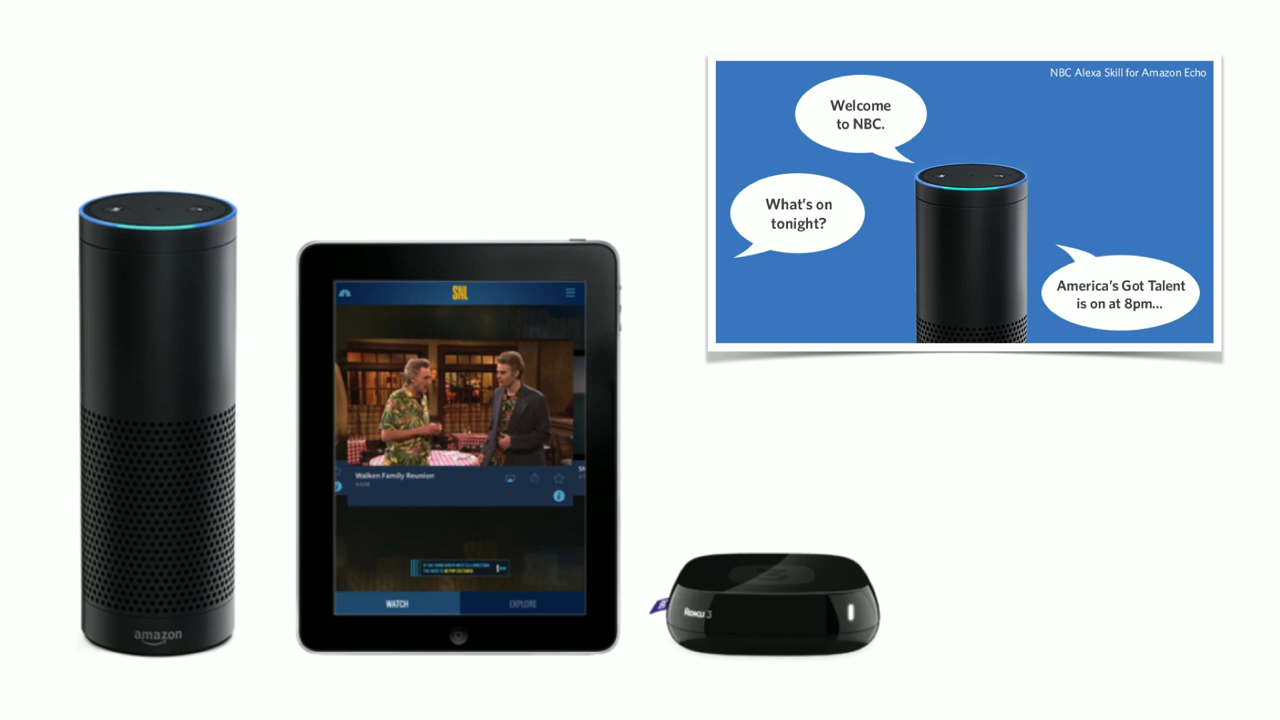 NBC Alexa Skill for Amazon Echo
Welcome
to NBC.
What's on
tonight?
America's Got Talent
is on at 8pm...
SNL
Walken Family Reunion
WATCH
EXPLORE
amazon
ROKU 3